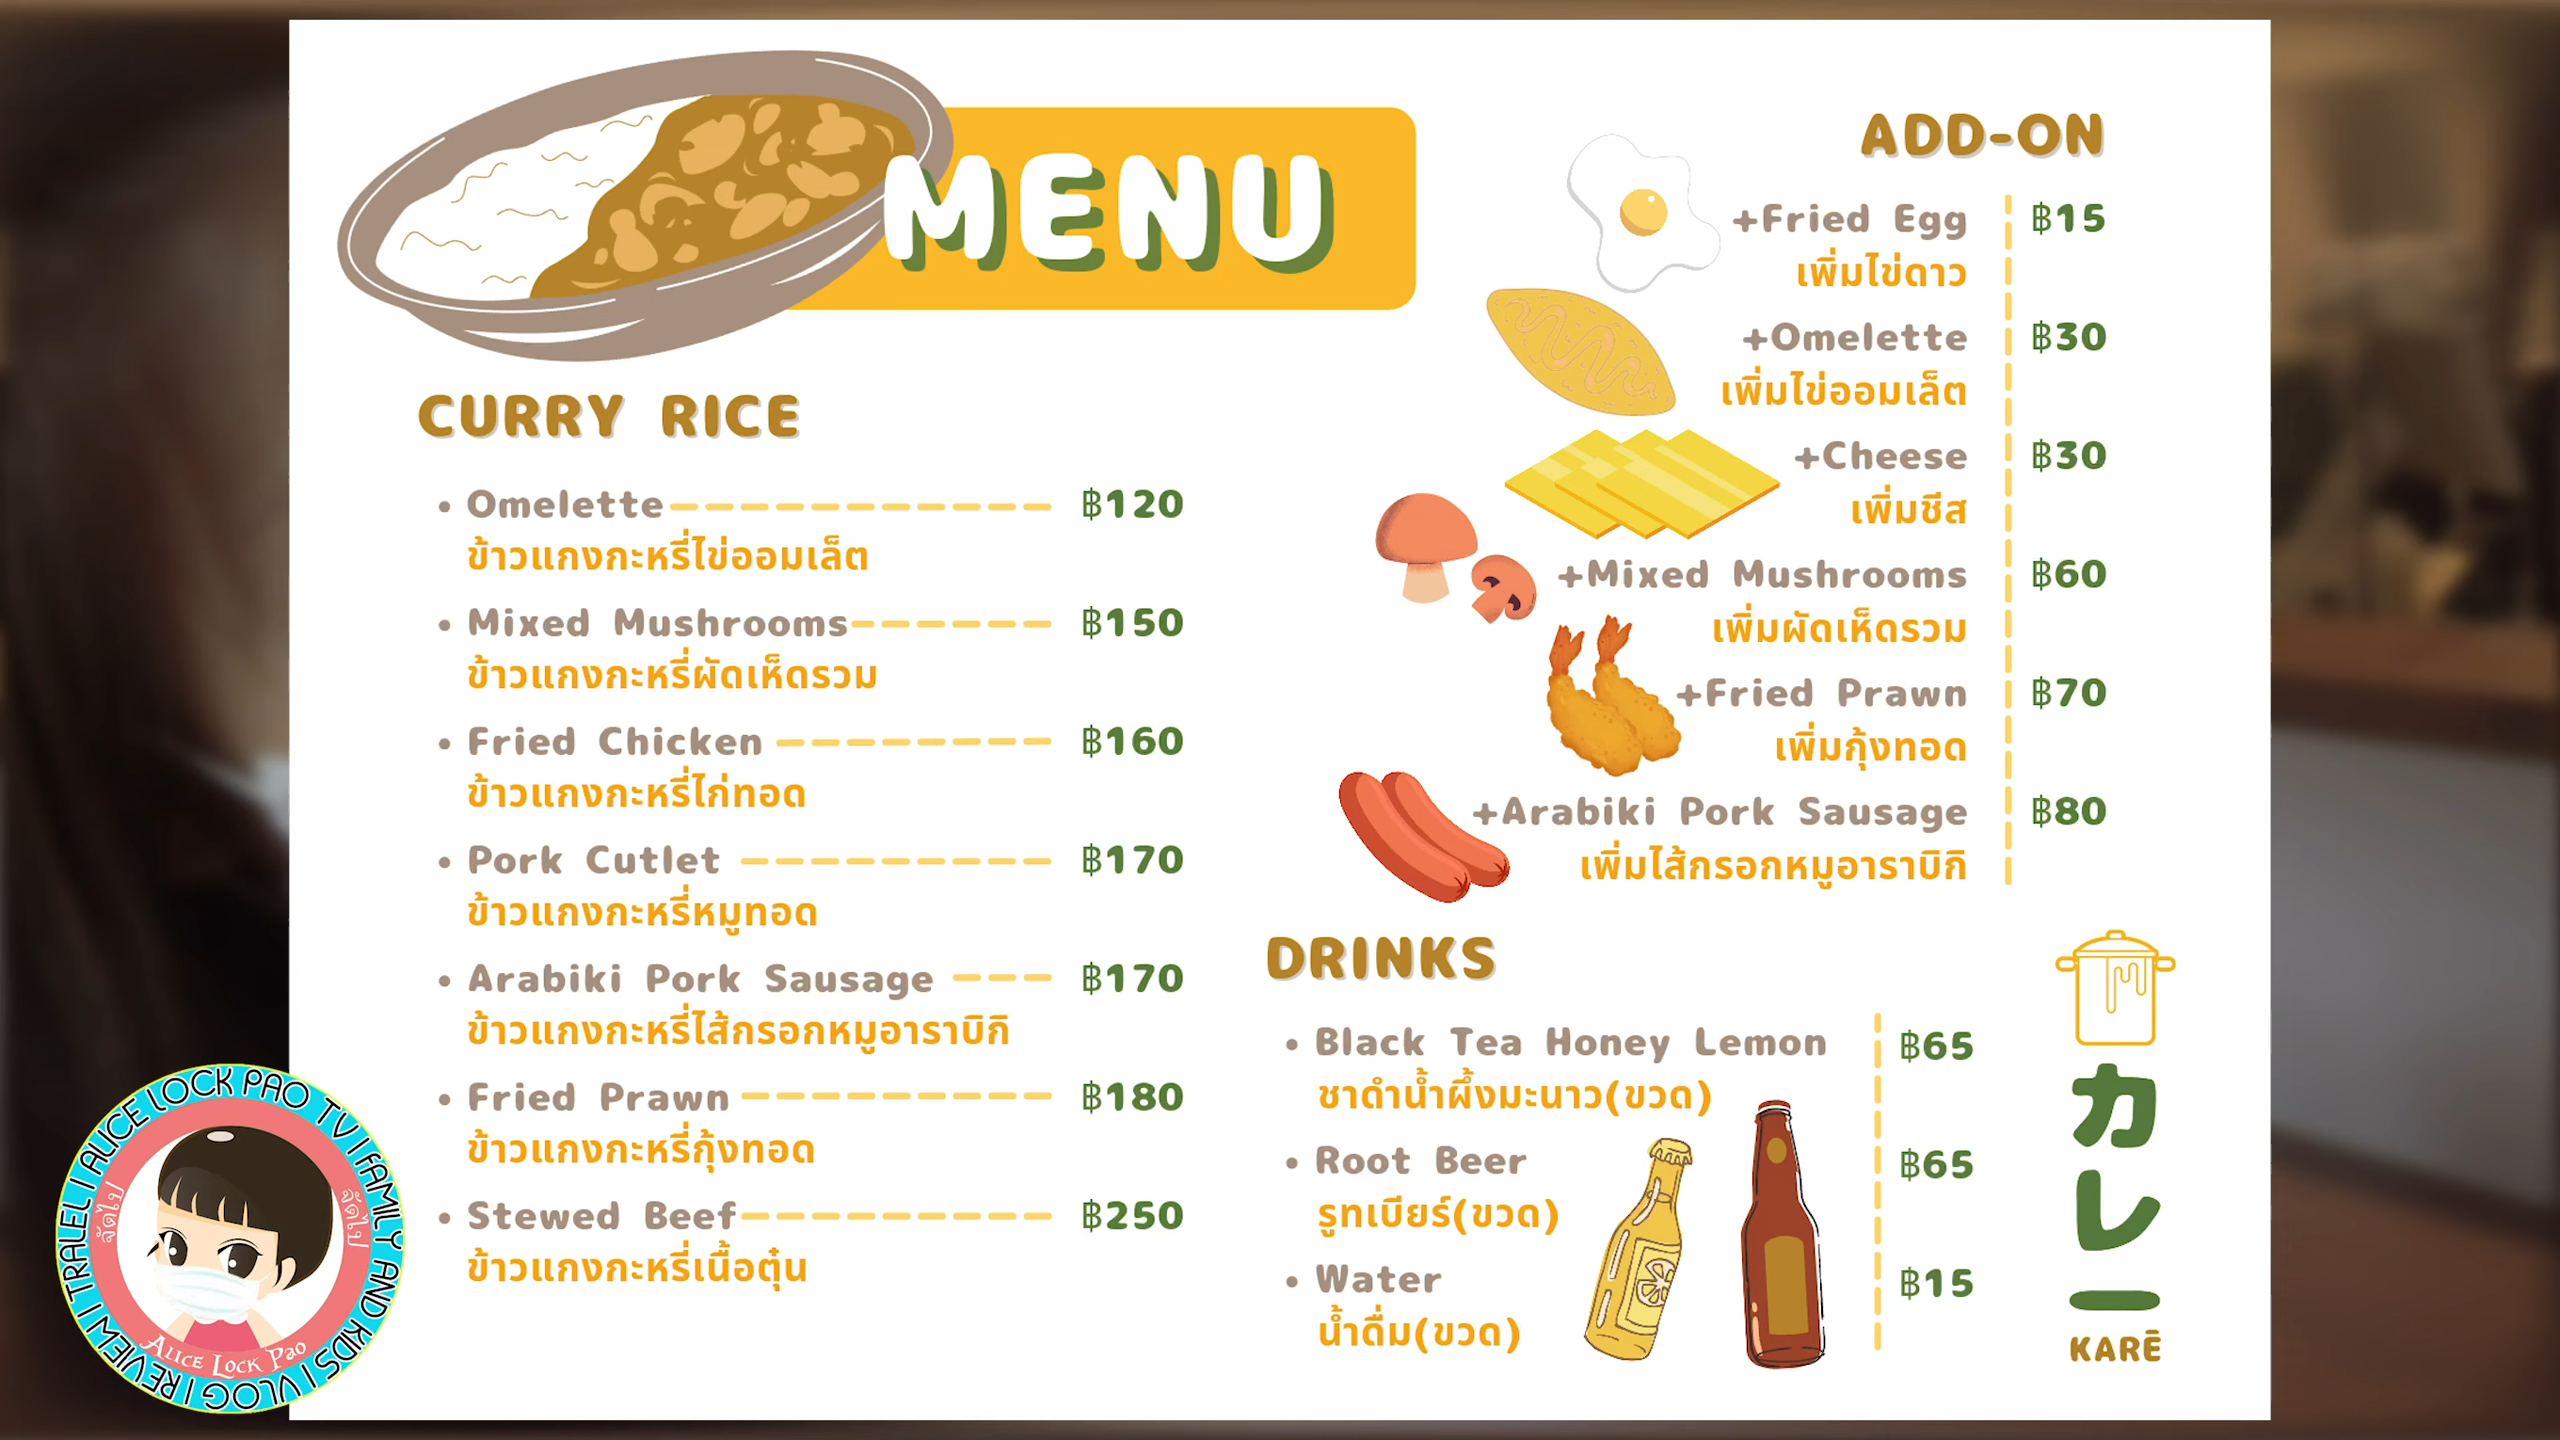 MENU
CURRY RICE
• Omelette ฿120
ข้าวแกงกะหรี่ไข่ออมเล็ต
• Mixed Mushrooms ฿150
ข้าวแกงกะหรี่ผัดเห็ดรวม
• Fried Chicken ฿160
ข้าวแกงกะหรี่ไก่ทอด
• Pork Cutlet ฿170
ข้าวแกงกะหรี่หมูทอด
• Arabiki Pork Sausage ฿170
ข้าวแกงกะหรี่ไส้กรอกหมูอาราบิกิ
• Fried Prawn ฿180
ข้าวแกงกะหรี่กุ้งทอด
• Stewed Beef ฿250
ข้าวแกงกะหรี่เนื้อตุ๋น
ADD-ON
+Fried Egg ฿15
เพิ่มไข่ดาว
+Omelette ฿30
เพิ่มไข่ออมเล็ต
+Cheese ฿30
เพิ่มชีส
+Mixed Mushrooms ฿60
เพิ่มผัดเห็ดรวม
+Fried Prawn ฿70
เพิ่มกุ้งทอด
+Arabiki Pork Sausage ฿80
เพิ่มไส้กรอกหมูอาราบิกิ
DRINKS
• Black Tea Honey Lemon ฿65
ชาดำน้ำผึ้งมะนาว(ขวด)
• Root Beer ฿65
รูทเบียร์(ขวด)
• Water ฿15
น้ำดื่ม(ขวด)
カレー
KARĒ
ALICE LOCK PAO TV | FAMILY AND KIDS | VLOG | REVIEW | TRALEL |
จัดไป
จัดไป
ALICE LOCK PAO